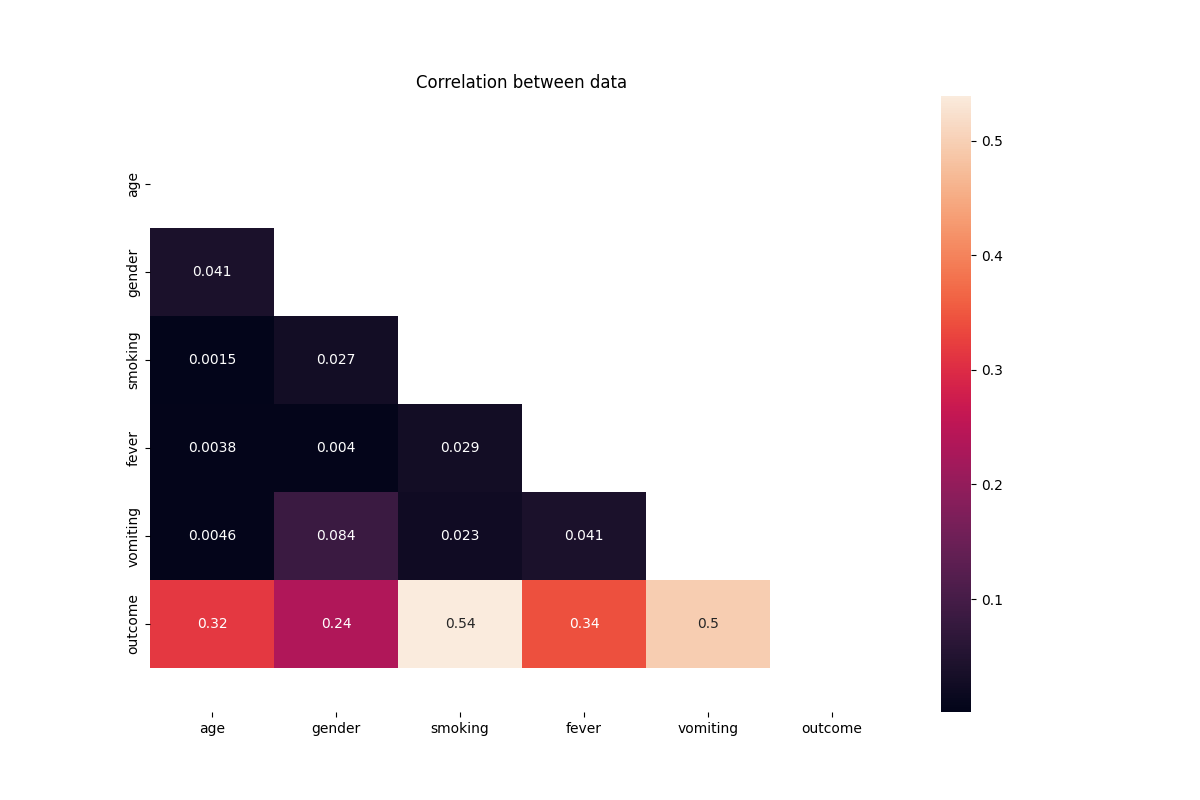 Correlation between data
age
gender
0.041
smoking
0.0015 0.027
fever
0.0038 0.004 0.029
vomiting
0.0046 0.084 0.023 0.041
outcome
0.32 0.24 0.54 0.34 0.5
age gender smoking fever vomiting outcome
0.5
0.4
0.3
0.2
0.1